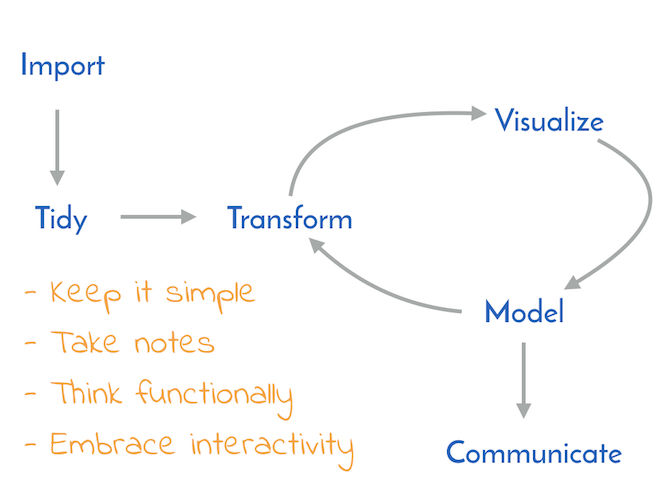 Import
Visualize
Tidy
Transform
- Keep it simple
Model
- Take notes
- Think functionally
- Embrace interactivity
Communicate